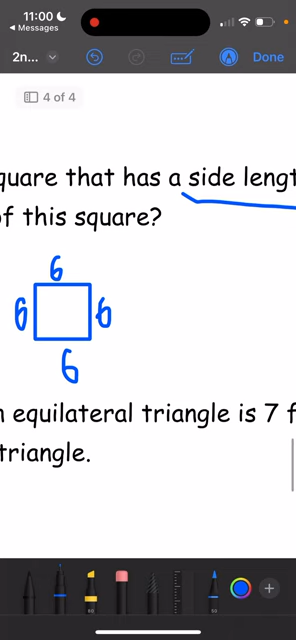 11:00
Messages
2n...
Done
4 of 4
quare that has a side lengt
of this square?
6
6
6
6
equilateral triangle is 7 f
triangle.